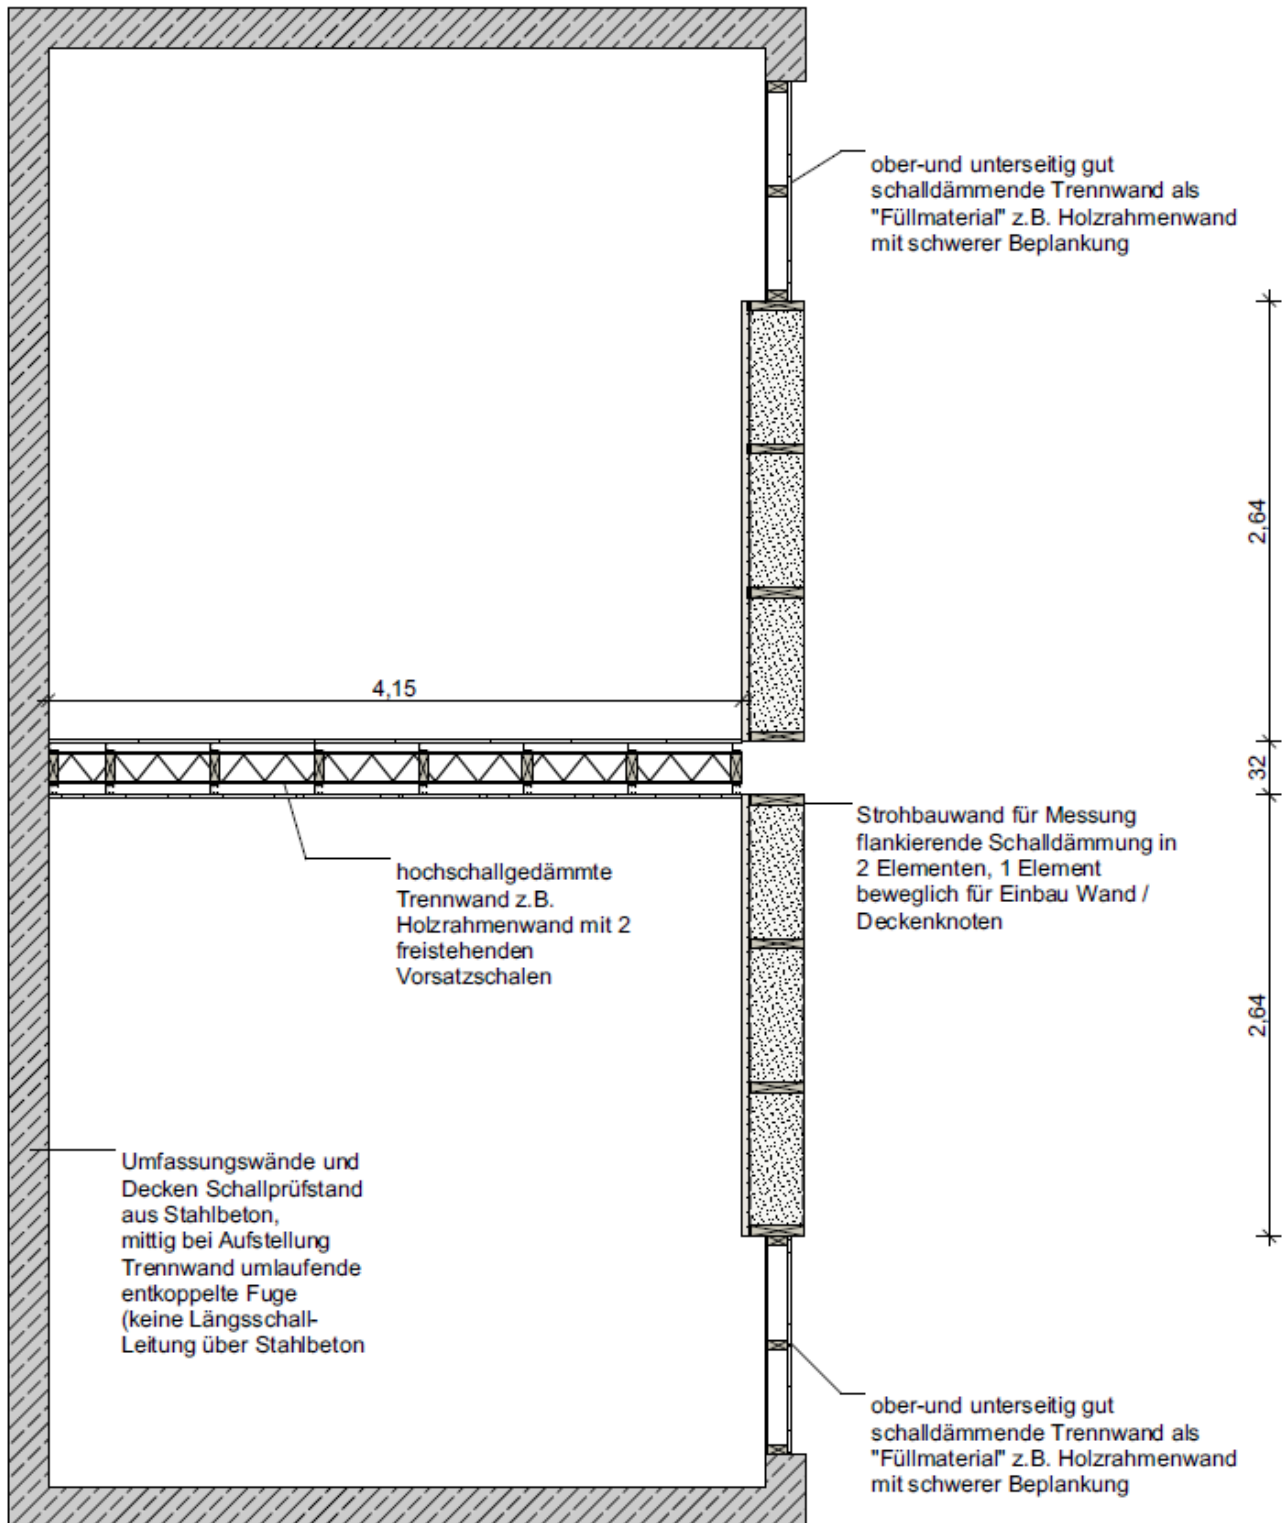 ober-und unterseitig gut
schalldämmende Trennwand als
"Füllmaterial" z.B. Holzrahmenwand
mit schwerer Beplankung
2,64
4,15
32
Strohbauwand für Messung
flankierende Schalldämmung in
2 Elementen, 1 Element
beweglich für Einbau Wand /
Deckenknoten
hochschallgedämmte
Trennwand z.B.
Holzrahmenwand mit 2
freistehenden
Vorsatzschalen
2,64
Umfassungswände und
Decken Schallprüfstand
aus Stahlbeton,
mittig bei Aufstellung
Trennwand umlaufende
entkoppelte Fuge
(keine Längsschall-
Leitung über Stahlbeton
ober-und unterseitig gut
schalldämmende Trennwand als
"Füllmaterial" z.B. Holzrahmenwand
mit schwerer Beplankung